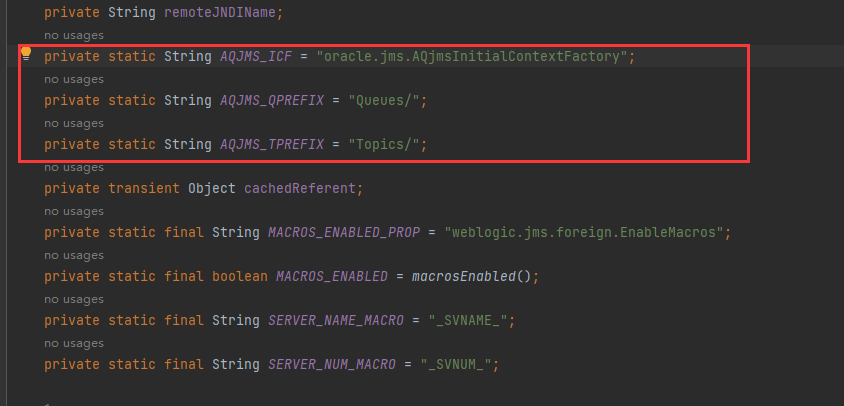 private String remoteJNDIName;
no usages
private static String AQJMS_ICF = "oracle.jms.AQjmsInitialContextFactory";
no usages
private static String AQJMS_QPREFIX = "Queues/";
no usages
private static String AQJMS_TPREFIX = "Topics/";
no usages
private transient Object cachedReferent;
no usages
private static final String MACROS_ENABLED_PROP = "weblogic.jms.foreign.EnableMacros";
no usages
private static final boolean MACROS_ENABLED = macrosEnabled();
no usages
private static final String SERVER_NAME_MACRO = "_SVNAME_";
no usages
private static final String SERVER_NUM_MACRO = "_SVNUM_";